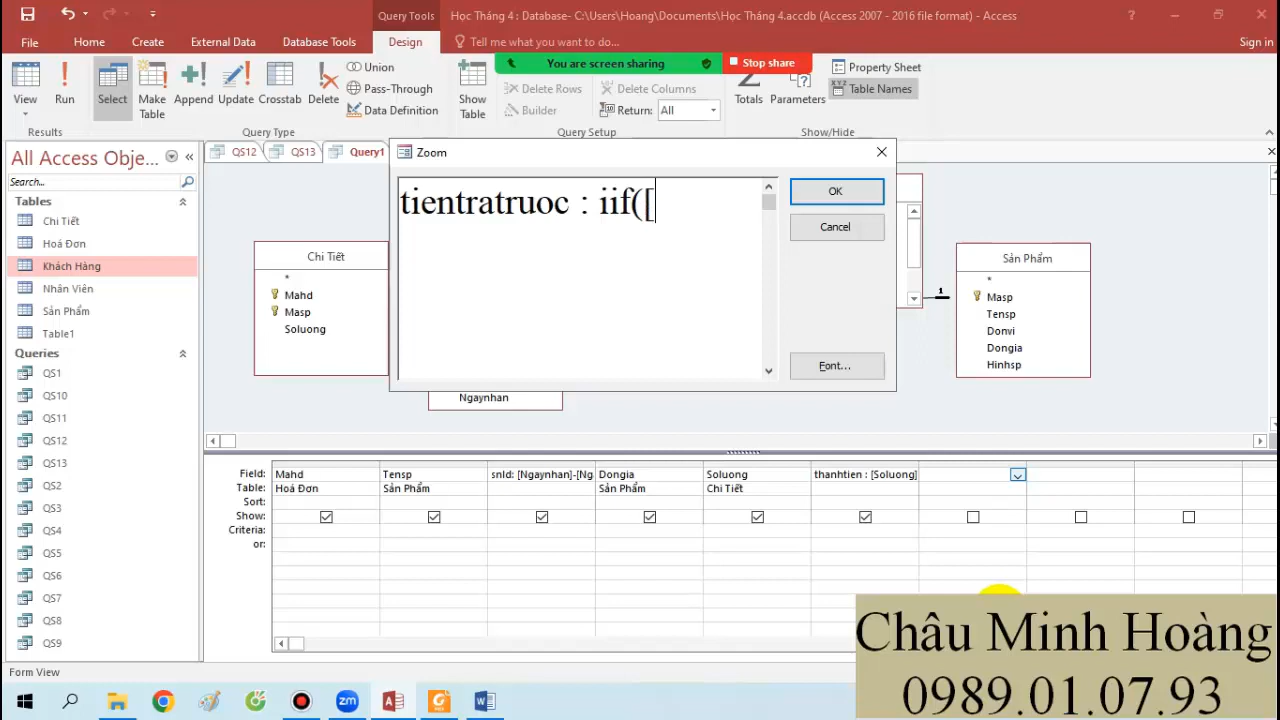 Query Tools
Học Tháng 4 : Database- C:\Users\Hoang\Documents\Học Tháng 4.accdb (Access 2007 - 2016 file format) - Access
File Home Create External Data Database Tools Design Tell me what you want to do... Sign in
You are screen sharing Stop share
View Run Select Make Table Append Update Crosstab Delete
Union
Pass-Through
Data Definition
Show Table
Delete Rows
Builder
Delete Columns
Return: All
Totals Parameters
Property Sheet
XYZ Table Names
Results Query Type Query Setup Show/Hide
All Access Obje...
Search...
Tables
Chi Tiết
Hoá Đơn
Khách Hàng
Nhân Viên
Sản Phẩm
Table1
Queries
QS1
QS10
QS11
QS12
QS13
QS2
QS3
QS4
QS5
QS6
QS7
QS8
QS9
QS12 QS13 Query1
Chi Tiết
*
Mahd
Masp
Soluong
Zoom
tientratruoc : iif([
OK
Cancel
Font...
Ngaynhan
1
Sản Phẩm
*
Masp
Tensp
Donvi
Dongia
Hinhsp
Field: Mahd Tensp snld: [Ngaynhan]-[Ng Dongia Soluong thanhtien : [Soluong]
Table: Hoá Đơn Sản Phẩm Sản Phẩm Chi Tiết
Sort:
Show:
Criteria:
or:
Form View
Châu Minh Hoàng
0989.01.07.93
zm